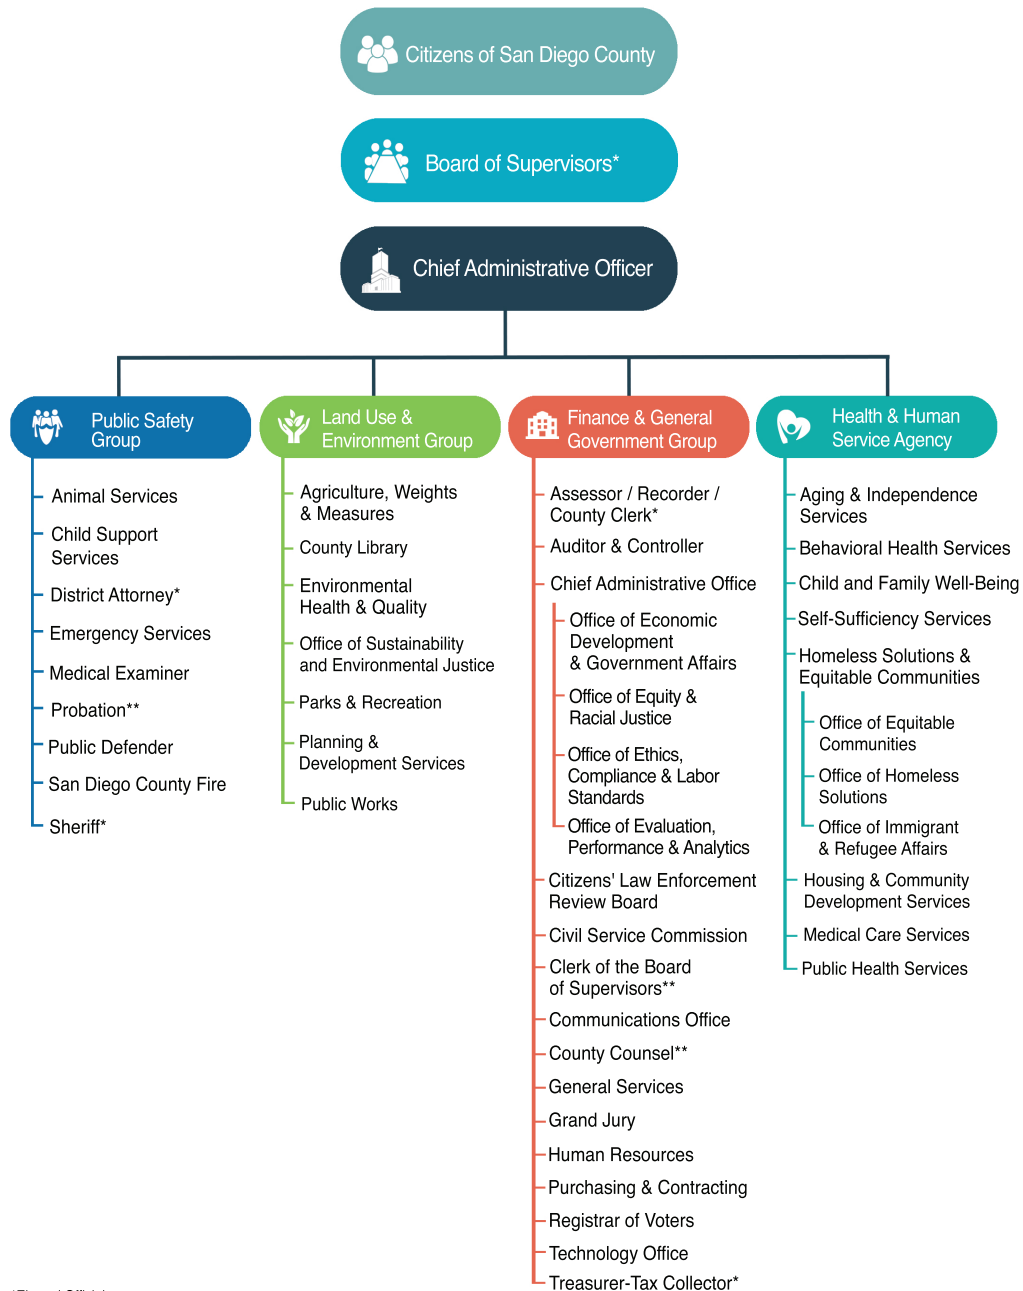 Citizens of San Diego County
Board of Supervisors*
Chief Administrative Officer
Public Safety
Group
Animal Services
Child Support
Services
District Attorney*
Emergency Services
Medical Examiner
Probation**
Public Defender
San Diego County Fire
Sheriff*
Land Use &
Environment Group
Agriculture, Weights
& Measures
County Library
Environmental
Health & Quality
Office of Sustainability
and Environmental Justice
Parks & Recreation
Planning &
Development Services
Public Works
Finance & General
Government Group
Assessor / Recorder /
County Clerk*
Auditor & Controller
Chief Administrative Office
Office of Economic
Development
& Government Affairs
Office of Equity &
Racial Justice
Office of Ethics,
Compliance & Labor
Standards
Office of Evaluation,
Performance & Analytics
Citizens' Law Enforcement
Review Board
Civil Service Commission
Clerk of the Board
of Supervisors**
Communications Office
County Counsel**
General Services
Grand Jury
Human Resources
Purchasing & Contracting
Registrar of Voters
Technology Office
Treasurer-Tax Collector*
Health & Human
Service Agency
Aging & Independence
Services
Behavioral Health Services
Child and Family Well-Being
Self-Sufficiency Services
Homeless Solutions &
Equitable Communities
Office of Equitable
Communities
Office of Homeless
Solutions
Office of Immigrant
& Refugee Affairs
Housing & Community
Development Services
Medical Care Services
Public Health Services